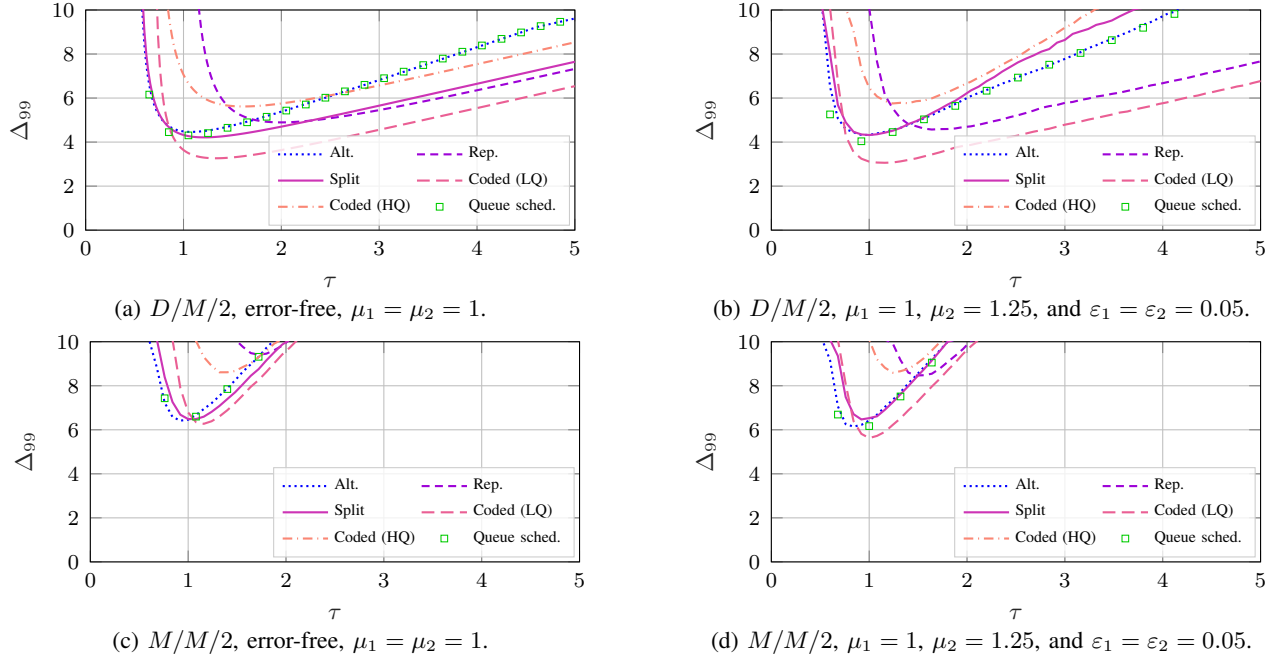 10
8
6
4
2
0
0 1 2 3 4 5
Δ99
τ
Alt. Rep.
Split Coded (LQ)
Coded (HQ) Queue sched.
(a) D/M/2, error-free, μ1 = μ2 = 1.
10
8
6
4
2
0
0 1 2 3 4 5
Δ99
τ
Alt. Rep.
Split Coded (LQ)
Coded (HQ) Queue sched.
(b) D/M/2, μ1 = 1, μ2 = 1.25, and ε1 = ε2 = 0.05.
10
8
6
4
2
0
0 1 2 3 4 5
Δ99
τ
Alt. Rep.
Split Coded (LQ)
Coded (HQ) Queue sched.
(c) M/M/2, error-free, μ1 = μ2 = 1.
10
8
6
4
2
0
0 1 2 3 4 5
Δ99
τ
Alt. Rep.
Split Coded (LQ)
Coded (HQ) Queue sched.
(d) M/M/2, μ1 = 1, μ2 = 1.25, and ε1 = ε2 = 0.05.